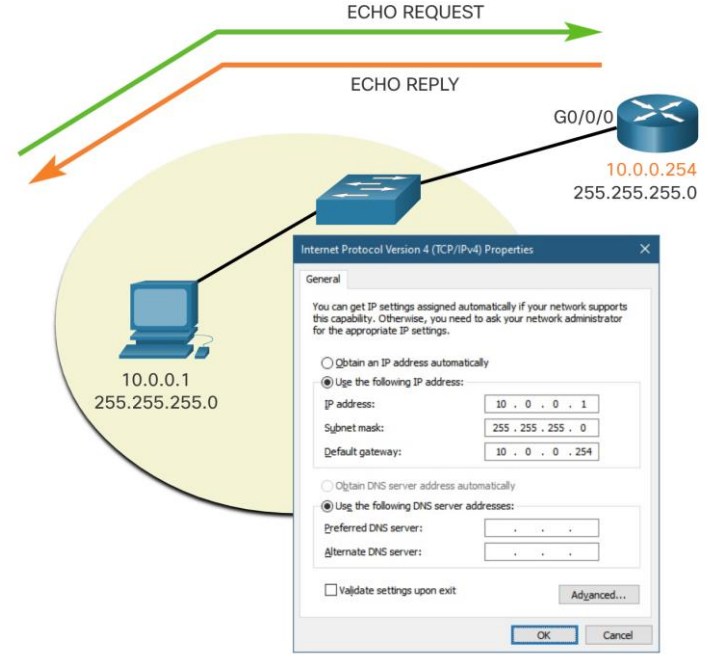 ECHO REQUEST
ECHO REPLY
G0/0/0
10.0.0.254
255.255.255.0
10.0.0.1
255.255.255.0
Internet Protocol Version 4 (TCP/IPv4) Properties
General
You can get IP settings assigned automatically if your network supports
this capability. Otherwise, you need to ask your network administrator
for the appropriate IP settings.
Obtain an IP address automatically
Use the following IP address:
IP address: 10 . 0 . 0 . 1
Subnet mask: 255 . 255 . 255 . 0
Default gateway: 10 . 0 . 0 . 254
Obtain DNS server address automatically
Use the following DNS server addresses:
Preferred DNS server: . . .
Alternate DNS server: . . .
Validate settings upon exit
Advanced...
OK Cancel